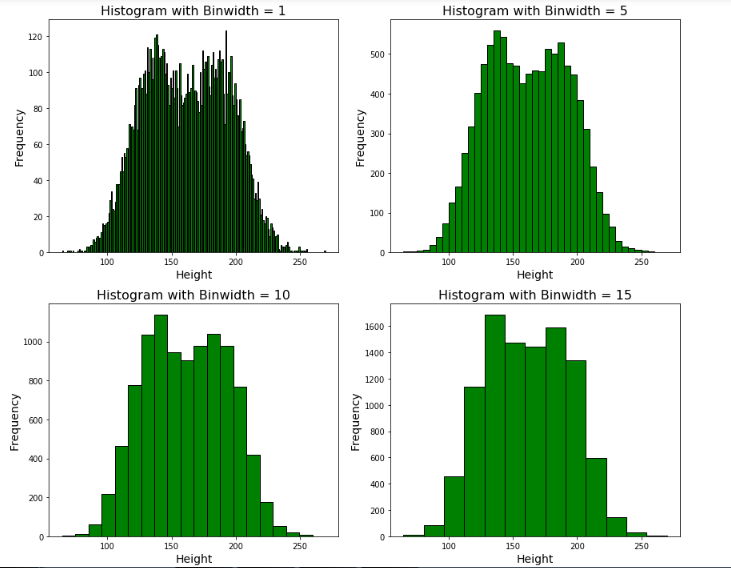 Histogram with Binwidth = 1
120
100
80
60
40
20
0
Frequency
100 150 200 250
Height
Histogram with Binwidth = 5
500
400
300
200
100
0
Frequency
100 150 200 250
Height
Histogram with Binwidth = 10
1000
800
600
400
200
0
Frequency
100 150 200 250
Height
Histogram with Binwidth = 15
1600
1400
1200
1000
800
600
400
200
0
Frequency
100 150 200 250
Height